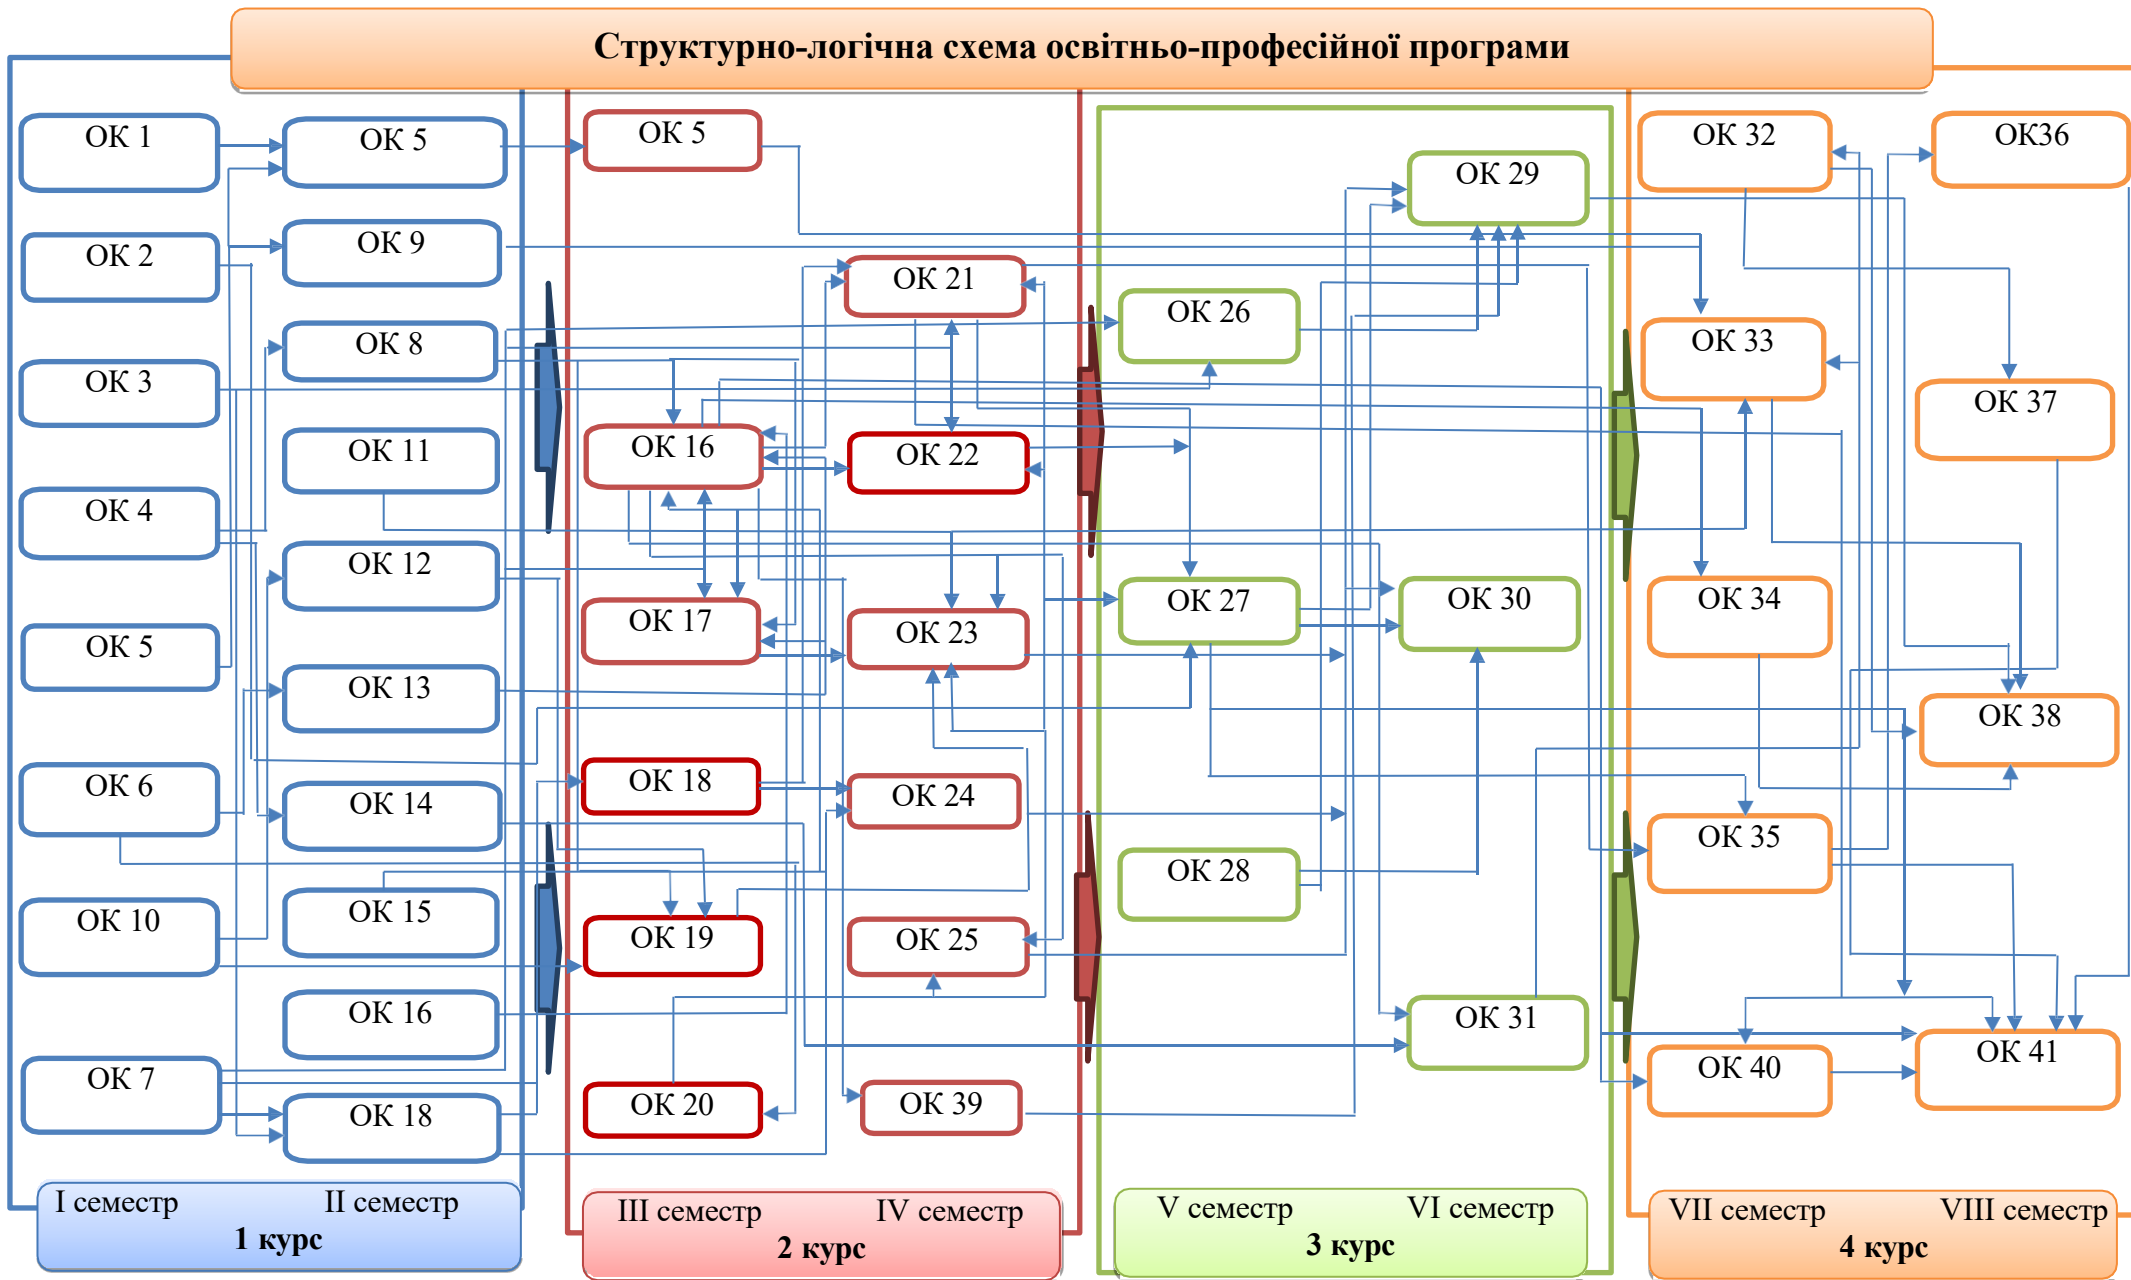 Структурно-логічна схема освітньо-професійної програми
ОК 1
ОК 2
ОК 3
ОК 4
ОК 5
ОК 6
ОК 10
ОК 7
ОК 5
ОК 9
ОК 8
ОК 11
ОК 12
ОК 13
ОК 14
ОК 15
ОК 16
ОК 18
I семестр
II семестр
1 курс
ОК 5
ОК 16
ОК 17
ОК 18
ОК 19
ОК 20
ОК 21
ОК 22
ОК 23
ОК 24
ОК 25
ОК 39
III семестр
IV семестр
2 курс
ОК 26
ОК 27
ОК 28
ОК 29
ОК 30
ОК 31
V семестр
VI семестр
3 курс
ОК 32
ОК 33
ОК 34
ОК 35
ОК 40
ОК36
ОК 37
ОК 38
ОК 41
VII семестр
VIII семестр
4 курс